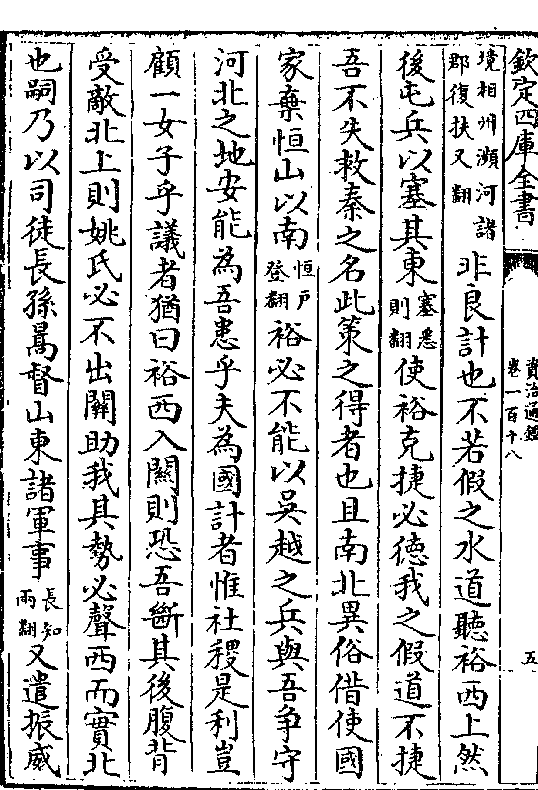 欽定四庫全書
資治通鑑
卷一百十八
五
境相州瀕河諸
郡復扶又翻
非良計也不若假之水道聽裕西上然
後屯兵以塞其東塞悉則翻使裕克捷必德我之假道不捷
吾不失救秦之名此策之得者也且南北異俗借使國
家棄恒山以南恒戶登翻裕必不能以吳越之兵與吾爭守
河北之地安能為吾患乎夫為國計者惟社稷是利豈
顧一女子乎議者猶曰裕西入關則恐吾斷其後腹背
受敵北上則姚氏必不出關助我其勢必聲西而實北
也嗣乃以司徒長孫嵩督山東諸軍事長知兩翻又遣振威